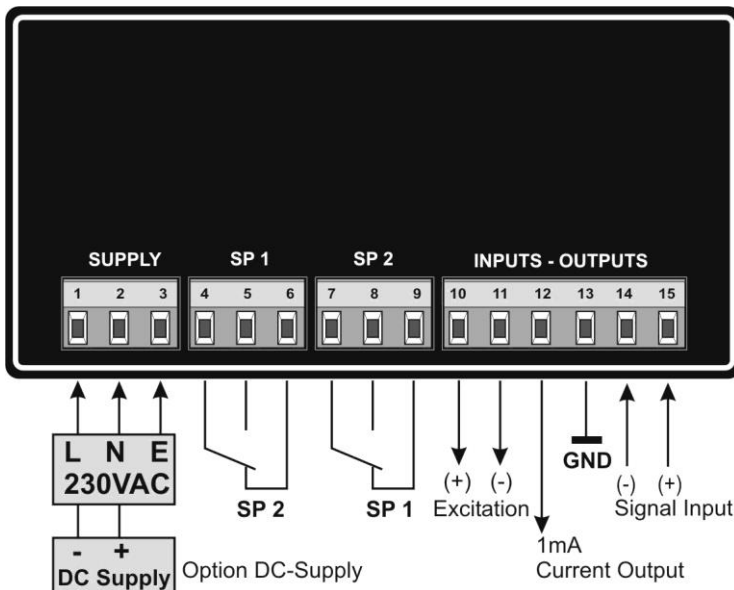 SUPPLY SP 1 SP 2 INPUTS - OUTPUTS
1 2 3 4 5 6 7 8 9 10 11 12 13 14 15
L N E
230VAC
SP 2 SP 1
(+) (-)
Excitation
GND
(-) (+)
Signal Input
1mA
Current Output
- +
DC Supply
Option DC-Supply